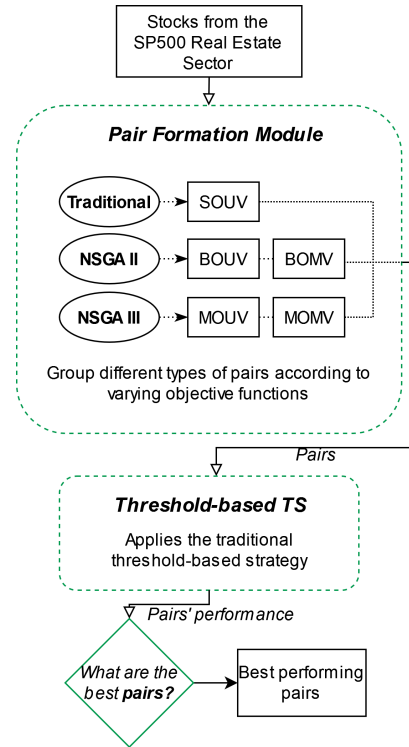 Stocks from the
SP500 Real Estate
Sector
Pair Formation Module
Traditional
SOUV
NSGA II
BOUV
BOMV
NSGA III
MOUV
MOMV
Group different types of pairs according to
varying objective functions
Pairs
Threshold-based TS
Applies the traditional
threshold-based strategy
Pairs' performance
What are the
best pairs?
Best performing
pairs